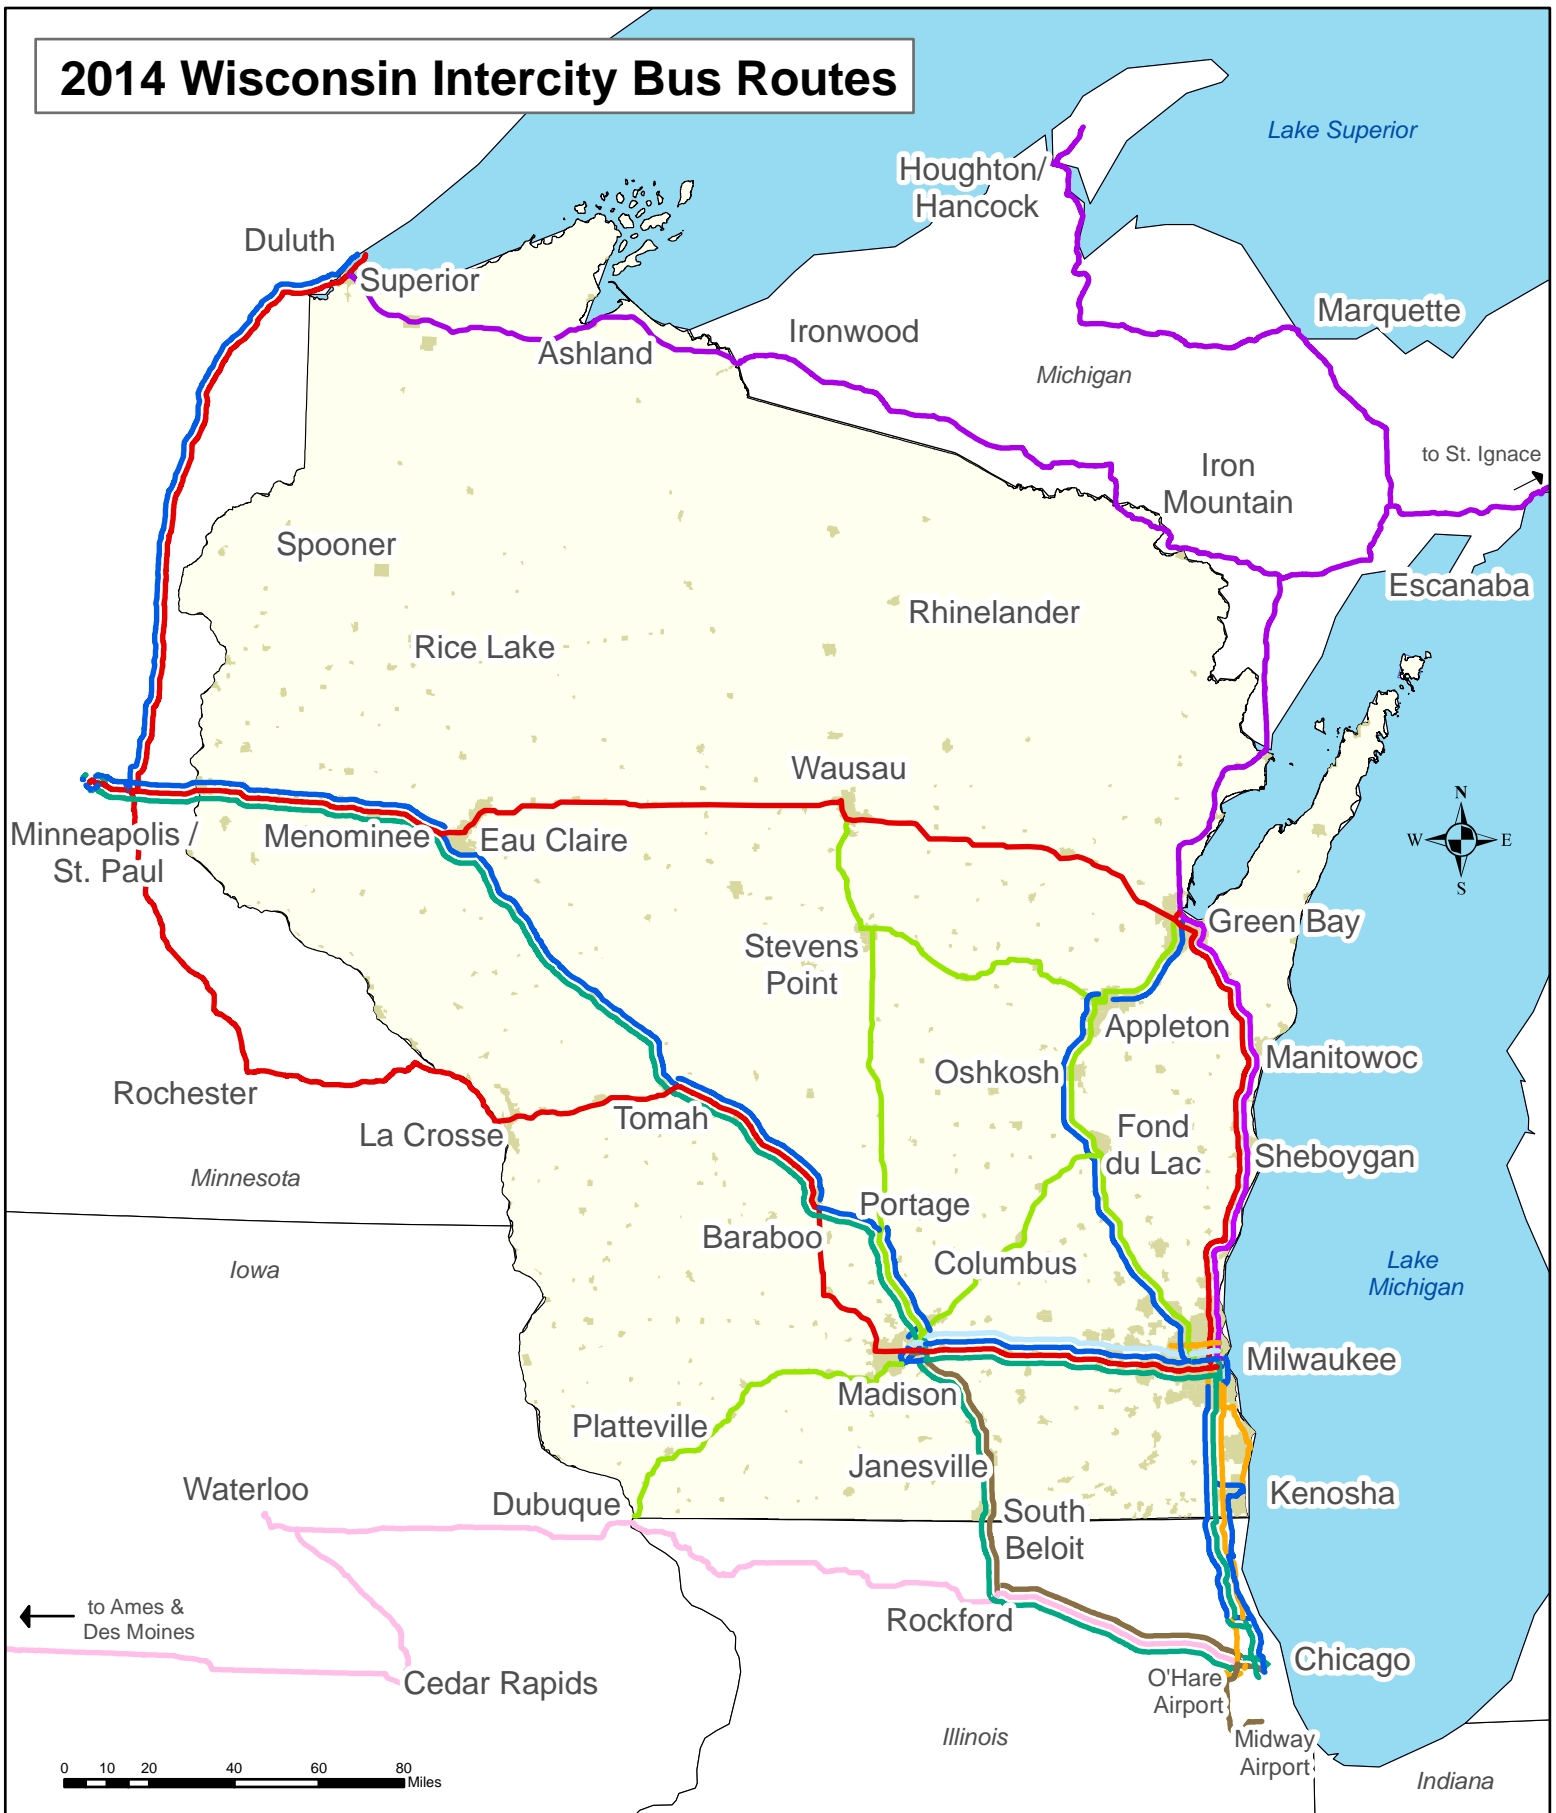 2014 Wisconsin Intercity Bus Routes
Lake Superior
Houghton/
Hancock
Duluth
Superior
Marquette
Ironwood
Ashland
Michigan
to St. Ignace
Iron
Mountain
Spooner
Escanaba
Rhinelander
Rice Lake
Wausau
N
W
E
S
Minneapolis /
St. Paul
Menominee
Eau Claire
Green Bay
Stevens
Point
Appleton
Manitowoc
Oshkosh
Rochester
Tomah
La Crosse
Fond
du Lac
Sheboygan
Minnesota
Portage
Baraboo
Columbus
Iowa
Lake
Michigan
Milwaukee
Madison
Platteville
Janesville
Waterloo
Dubuque
Kenosha
South
Beloit
to Ames &
Des Moines
Rockford
Chicago
Cedar Rapids
O'Hare
Airport
Illinois
Midway
Airport
Indiana
0 10 20 40 60 80
Miles